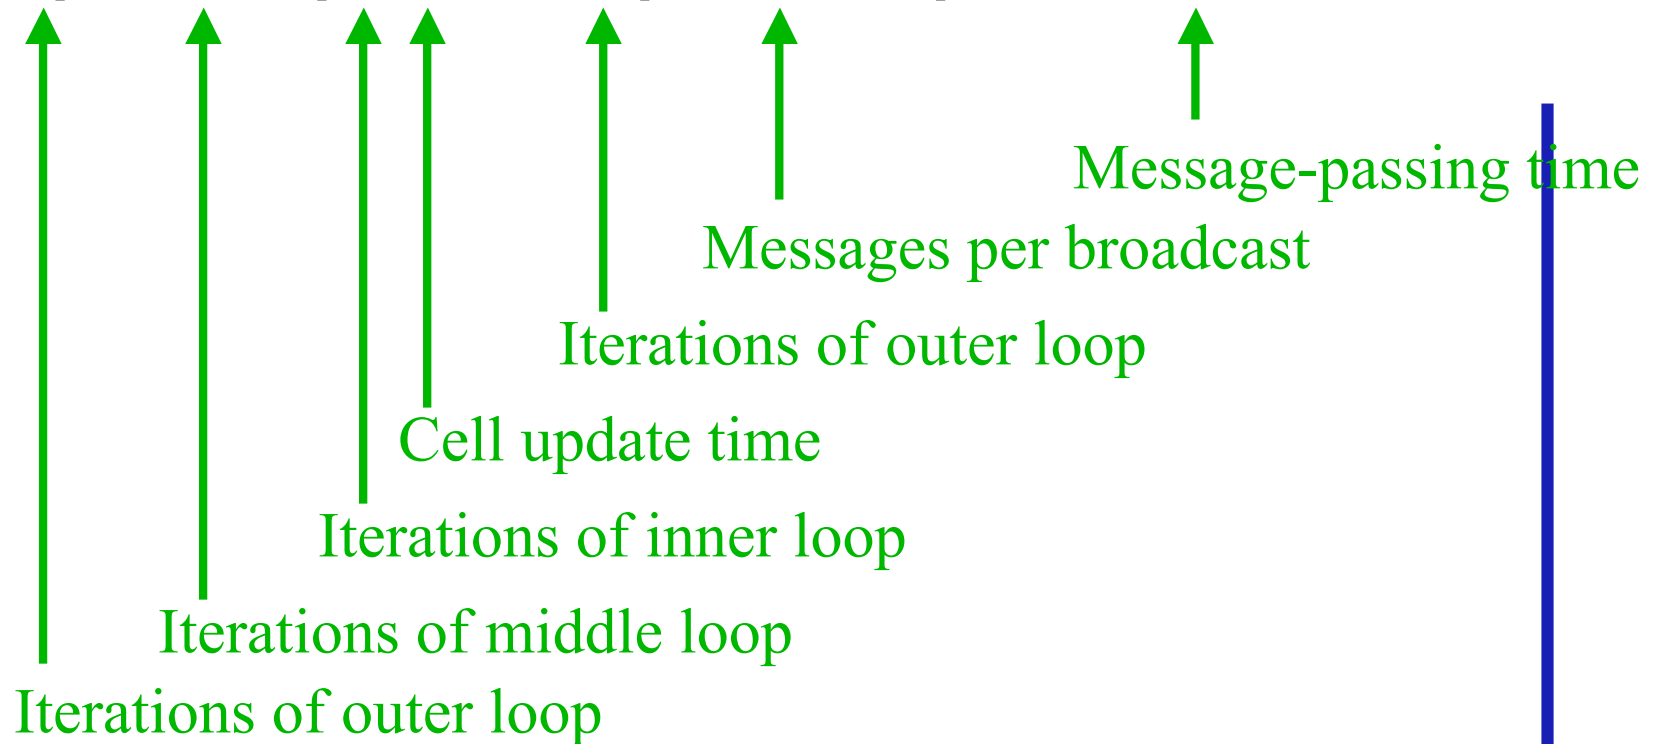 Message-passing time
Messages per broadcast
Iterations of outer loop
Cell update time
Iterations of inner loop
Iterations of middle loop
Iterations of outer loop